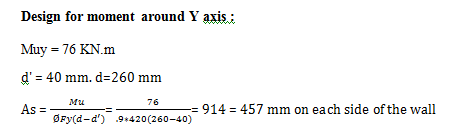 Design for moment around Y axis :
Muy = 76 KN.m
d' = 40 mm. d=260 mm
As = Mu/ØFy(d−d′) = 76/.9*420(260−40) = 914 = 457 mm on each side of the wall